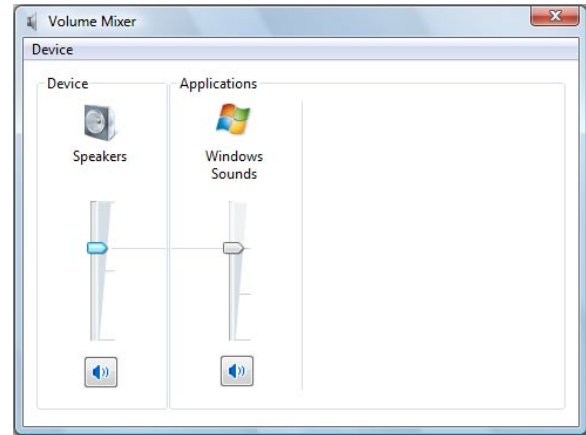 Volume Mixer
Device
Device
Applications
Speakers
Windows
Sounds